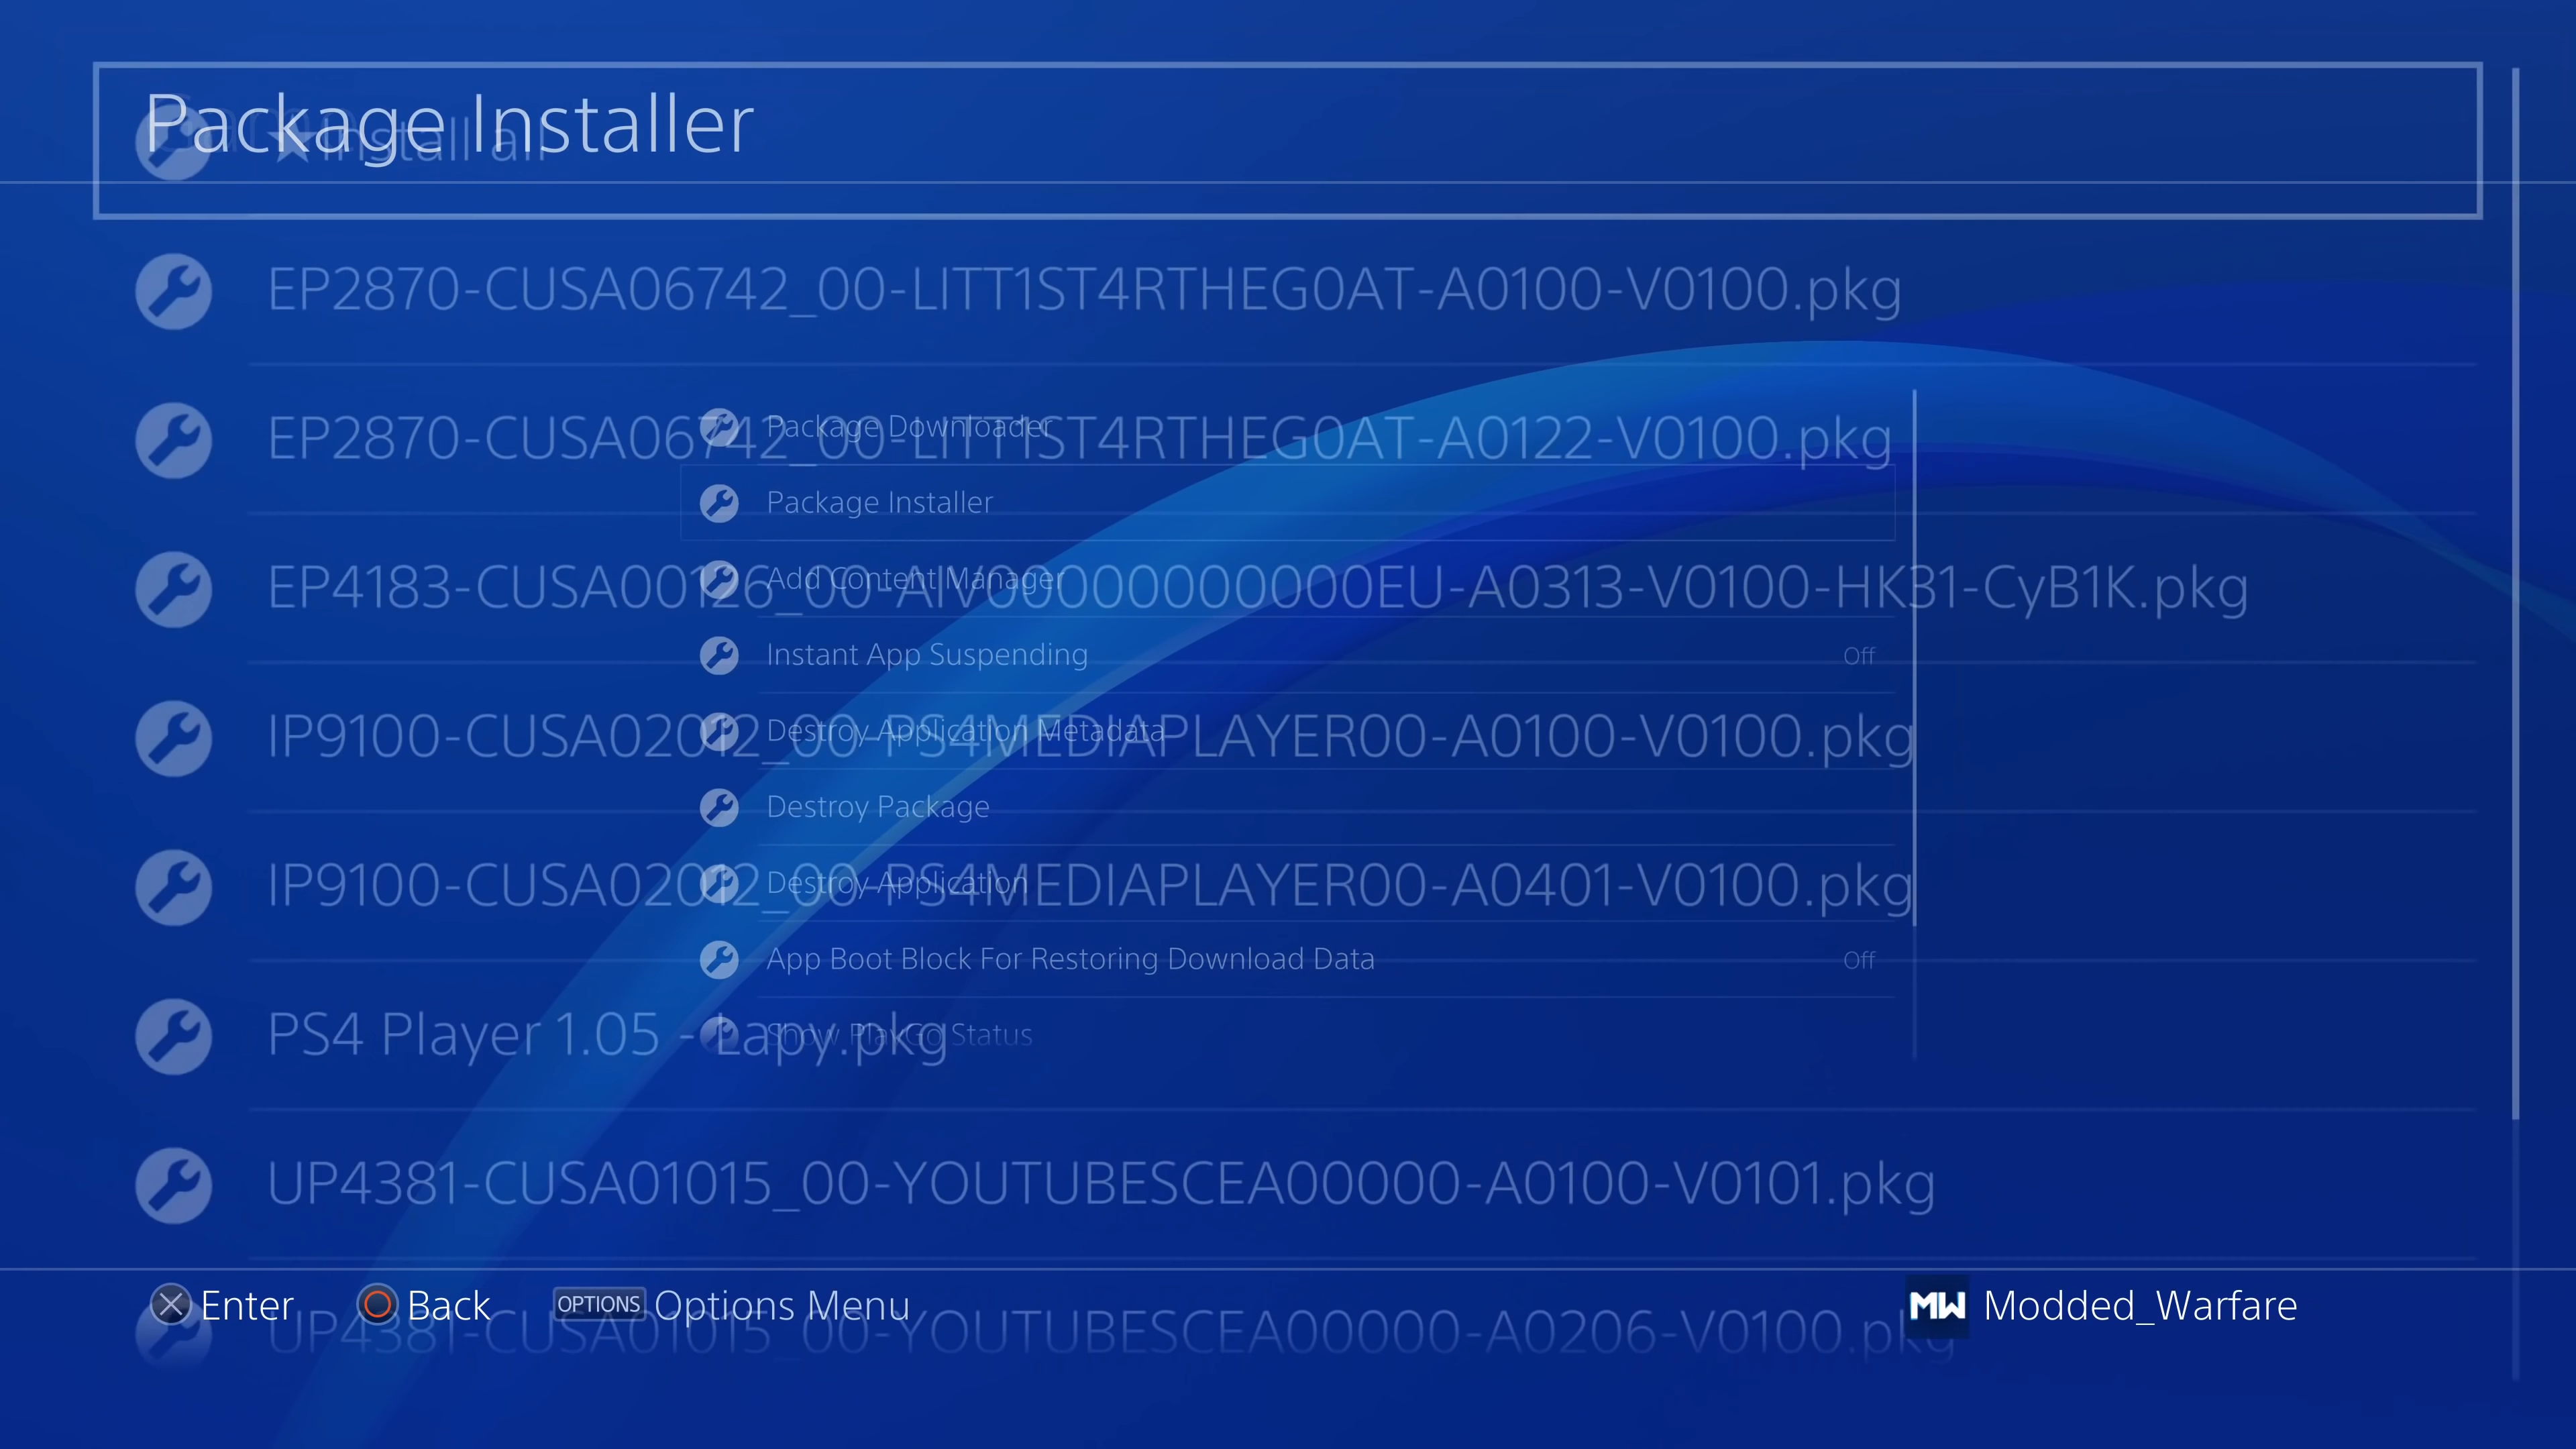 Package Installer
★Install all
EP2870-CUSA06742_00-LITT1ST4RTHEG0AT-A0100-V0100.pkg
EP2870-CUSA06742_00-LITT1ST4RTHEG0AT-A0122-V0100.pkg
EP4183-CUSA00126_00-AIV00000000000EU-A0313-V0100-HK31-CyB1K.pkg
IP9100-CUSA02012_00-PS4MEDIAPLAYER00-A0100-V0100.pkg
IP9100-CUSA02012_00-PS4MEDIAPLAYER00-A0401-V0100.pkg
PS4 Player 1.05 - Lapy.pkg
UP4381-CUSA01015_00-YOUTUBESCEA00000-A0100-V0101.pkg
UP4381-CUSA01015_00-YOUTUBESCEA00000-A0206-V0100.pkg
Package Downloader
Package Installer
Add Content Manager
Instant App Suspending Off
Destroy Application Metadata
Destroy Package
Destroy Application
App Boot Block For Restoring Download Data Off
Show PlayGo Status
Enter Back OPTIONS Options Menu MW Modded_Warfare